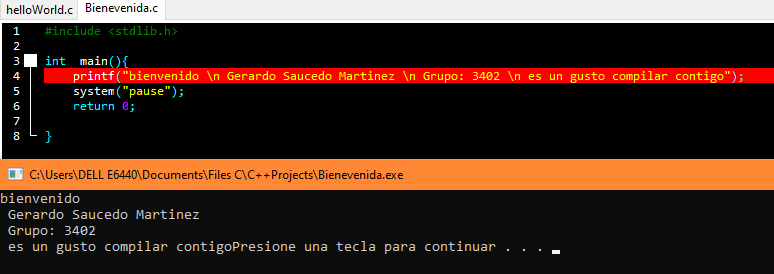 helloWorld.c Bienevenida.c
1 #include <stdlib.h>
2
3 int main(){
4 printf("bienvenido \n Gerardo Saucedo Martinez \n Grupo: 3402 \n es un gusto compilar contigo");
5 system("pause");
6 return 0;
7
8 }
C:\Users\DELL E6440\Documents\Files C\C++Projects\Bienevenida.exe
bienvenido
Gerardo Saucedo Martinez
Grupo: 3402
es un gusto compilar contigoPresione una tecla para continuar . . .